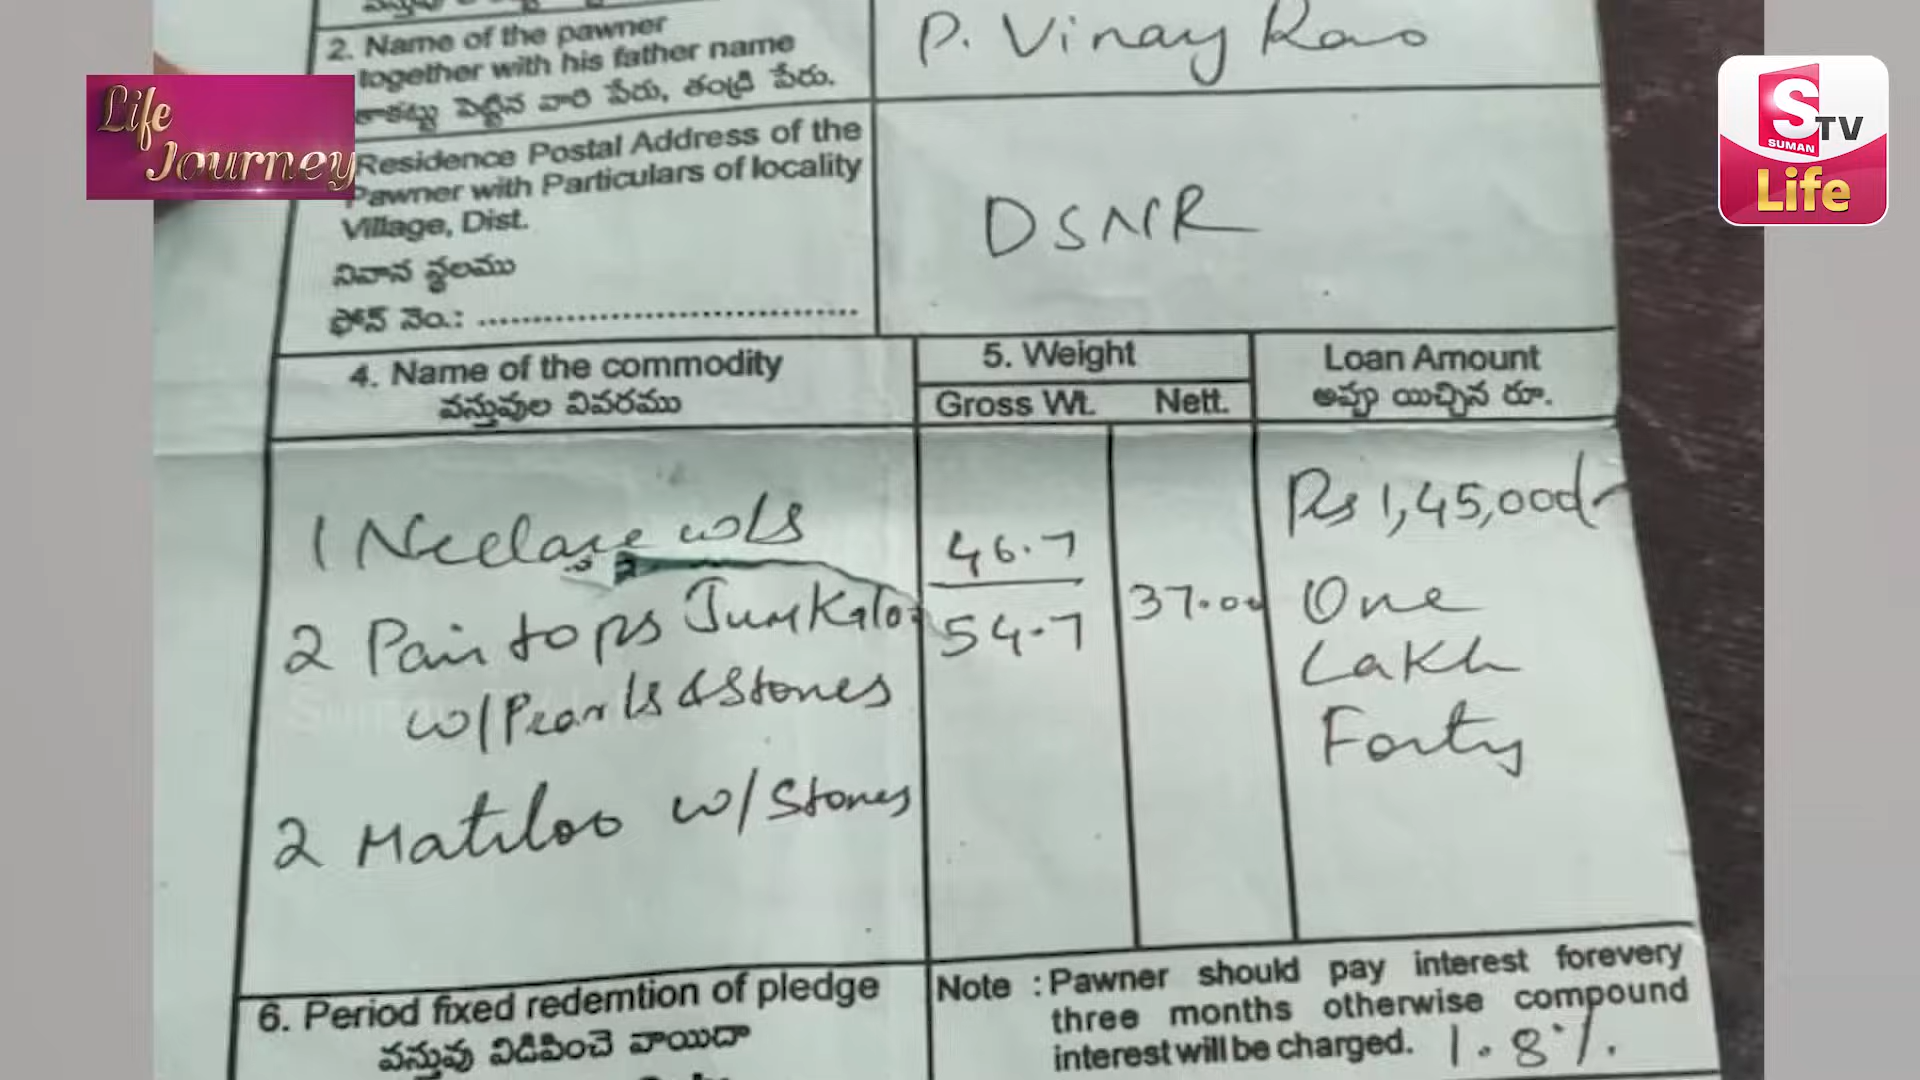 2. Name of the pawner
together with his father name
తాకట్టు పెట్టిన వారి పేరు, తండ్రి పేరు.
P. Vinay Rao
Life
Journey
S TV
SUMAN
Life
Residence Postal Address of the
Pawner with Particulars of locality
Village, Dist.
నివాస స్థలము
ఫోన్ నెం.: ....................................
DSNR
4. Name of the commodity
వస్తువుల వివరము
5. Weight
Gross Wt. Nett.
Loan Amount
అప్పు యిచ్చిన రూ.
1 Neclase
2 Pair tops
w/Pearls & Stones
2 Matiloo w/Stones
46.7
54.7
37.00
Rs 1,45,000/-
One
Lakh
Forty
6. Period fixed redemtion of pledge
వస్తువు విడిపించె వాయిదా
Note : Pawner should pay interest forevery
three months otherwise compound
interest will be charged. 1.8%.